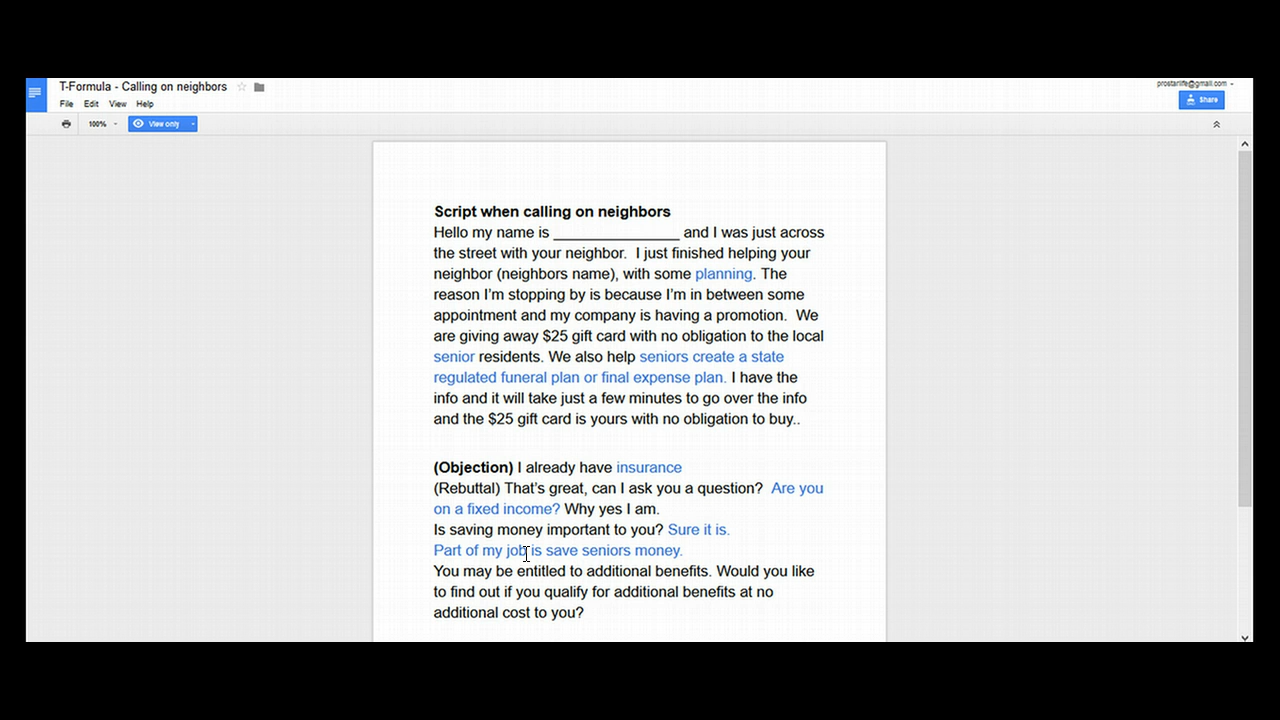 T-Formula - Calling on neighbors
prostarlife@gmail.com
File Edit View Help
Share
100% View only
Script when calling on neighbors
Hello my name is _______________ and I was just across
the street with your neighbor. I just finished helping your
neighbor (neighbors name), with some planning. The
reason I'm stopping by is because I'm in between some
appointment and my company is having a promotion. We
are giving away $25 gift card with no obligation to the local
senior residents. We also help seniors create a state
regulated funeral plan or final expense plan. I have the
info and it will take just a few minutes to go over the info
and the $25 gift card is yours with no obligation to buy..
(Objection) I already have insurance
(Rebuttal) That's great, can I ask you a question? Are you
on a fixed income? Why yes I am.
Is saving money important to you? Sure it is.
Part of my job is save seniors money.
You may be entitled to additional benefits. Would you like
to find out if you qualify for additional benefits at no
additional cost to you?